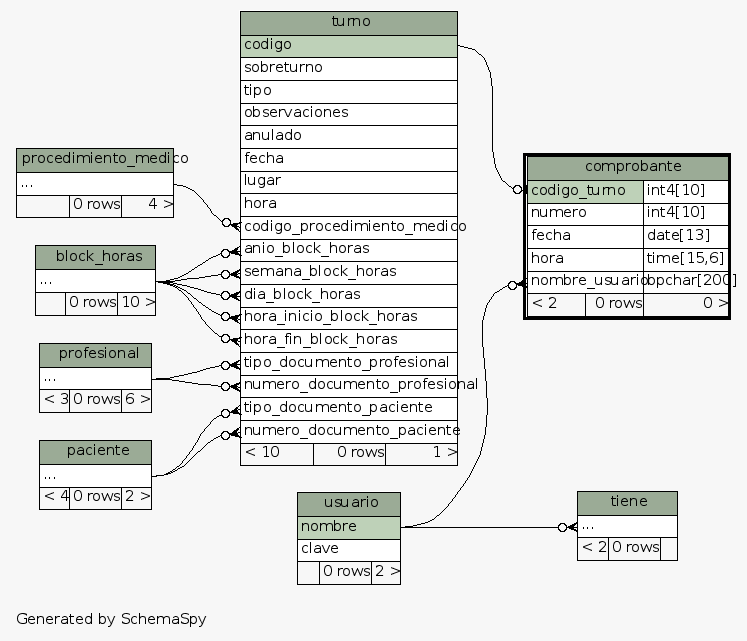 turno
codigo
sobreturno
tipo
observaciones
anulado
fecha
lugar
hora
codigo_procedimiento_medico
anio_block_horas
semana_block_horas
dia_block_horas
hora_inicio_block_horas
hora_fin_block_horas
tipo_documento_profesional
numero_documento_profesional
tipo_documento_paciente
numero_documento_paciente
< 10 0 rows 1 >
procedimiento_medico
...
0 rows 4 >
block_horas
...
0 rows 10 >
profesional
...
< 3 0 rows 6 >
paciente
...
< 4 0 rows 2 >
comprobante
codigo_turno int4[10]
numero int4[10]
fecha date[13]
hora time[15,6]
nombre_usuario bpchar[200]
< 2 0 rows 0 >
usuario
nombre
clave
0 rows 2 >
tiene
...
< 2 0 rows
Generated by SchemaSpy